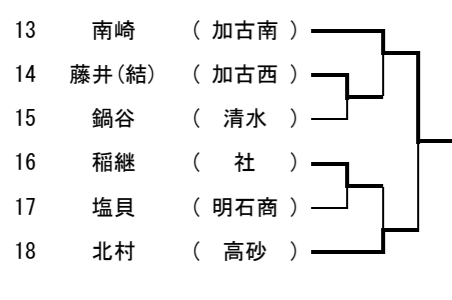 13 南崎 ( 加古南 )
14 藤井(結) ( 加古西 )
15 鍋谷 ( 清水 )
16 稲継 ( 社 )
17 塩貝 ( 明石商 )
18 北村 ( 高砂 )